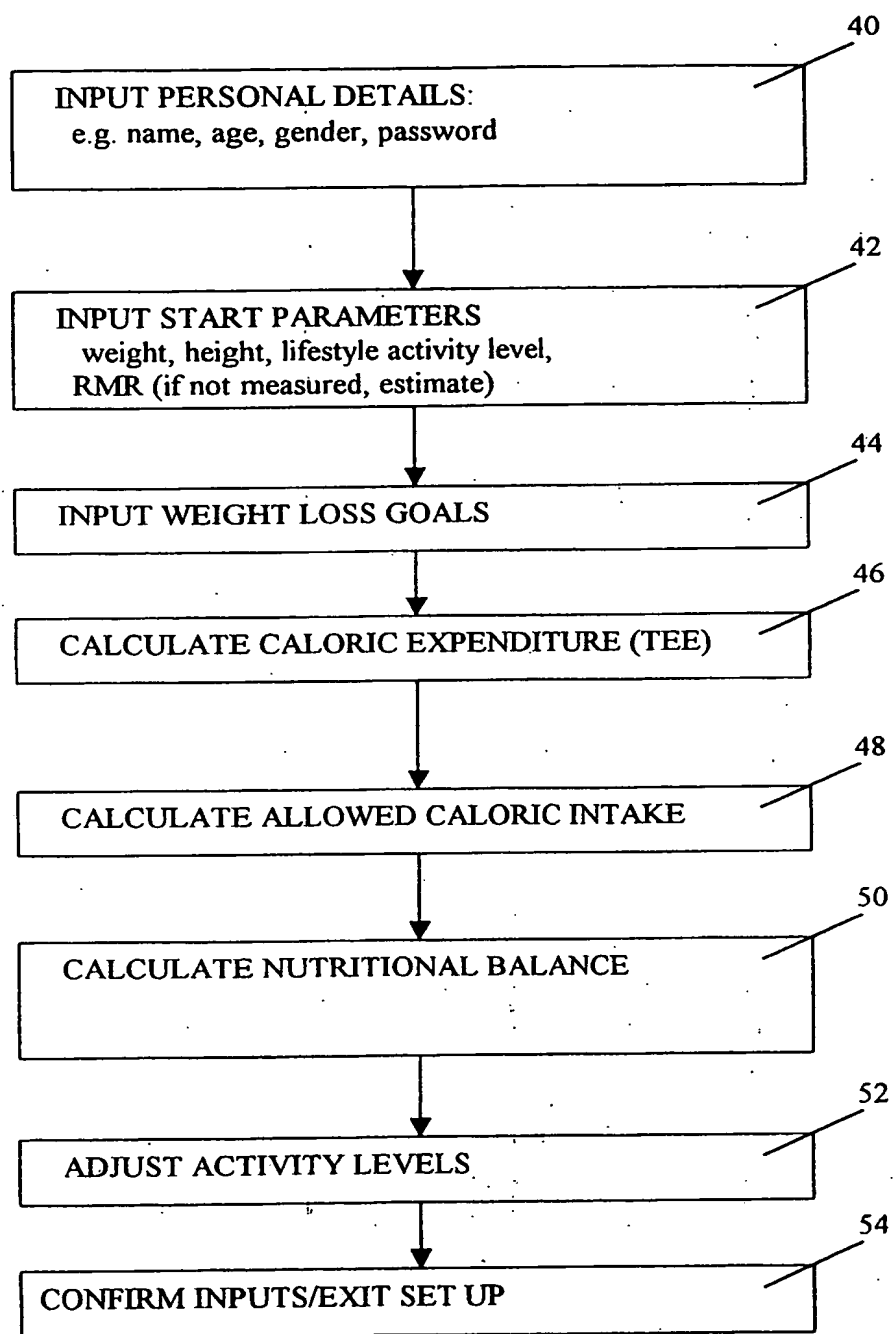 40
INPUT PERSONAL DETAILS:
e.g. name, age, gender, password
42
INPUT START PARAMETERS
weight, height, lifestyle activity level,
RMR (if not measured, estimate)
44
INPUT WEIGHT LOSS GOALS
46
CALCULATE CALORIC EXPENDITURE (TEE)
48
CALCULATE ALLOWED CALORIC INTAKE
50
CALCULATE NUTRITIONAL BALANCE
52
ADJUST ACTIVITY LEVELS
54
CONFIRM INPUTS/EXIT SET UP